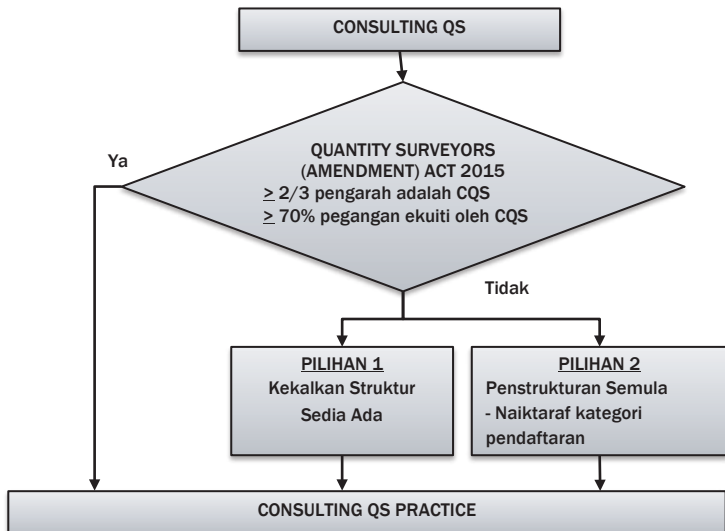 CONSULTING QS
Ya
QUANTITY SURVEYORS
(AMENDMENT) ACT 2015
> 2/3 pengarah adalah CQS
> 70% pegangan ekuiti oleh CQS
Tidak
PILIHAN 1
Kekalkan Struktur
Sedia Ada
PILIHAN 2
Penstrukturan Semula
- Naiktaraf kategori
pendaftaran
CONSULTING QS PRACTICE